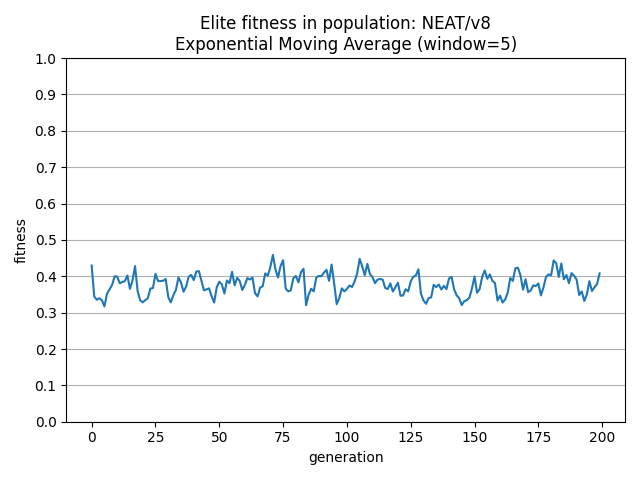 Elite fitness in population: NEAT/v8
Exponential Moving Average (window=5)
1.0
0.9
0.8
0.7
0.6
0.5
0.4
0.3
0.2
0.1
0.0
fitness
0 25 50 75 100 125 150 175 200
generation